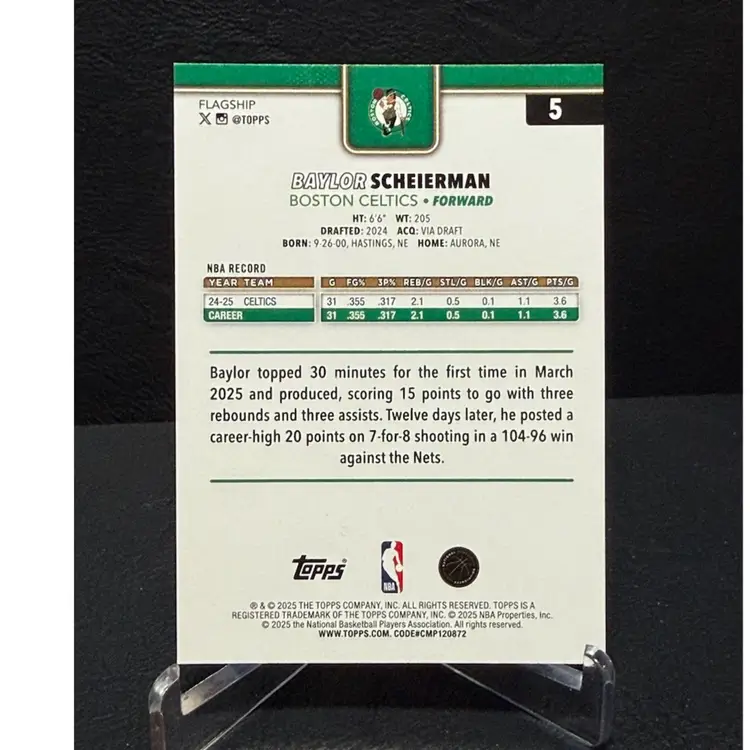 FLAGSHIP
5
X @TOPPS
BOSTON CELTICS
BAYLOR SCHEIERMAN
BOSTON CELTICS • FORWARD
HT: 6'6" WT: 205
DRAFTED: 2024 ACQ: VIA DRAFT
BORN: 9-26-00, HASTINGS, NE HOME: AURORA, NE
NBA RECORD
YEAR TEAM G FG% 3P% REB/G STL/G BLK/G AST/G PTS/G
24-25 CELTICS 31 .355 .317 2.1 0.5 0.1 1.1 3.6
CAREER 31 .355 .317 2.1 0.5 0.1 1.1 3.6
Baylor topped 30 minutes for the first time in March
2025 and produced, scoring 15 points to go with three
rebounds and three assists. Twelve days later, he posted a
career-high 20 points on 7-for-8 shooting in a 104-96 win
against the Nets.
Topps®
NBA
® & © 2025 THE TOPPS COMPANY, INC. ALL RIGHTS RESERVED. TOPPS IS A
REGISTERED TRADEMARK OF THE TOPPS COMPANY, INC. © 2025 NBA Properties, Inc.
© 2025 the National Basketball Players Association. All rights reserved.
WWW.TOPPS.COM. CODE#CMP120872